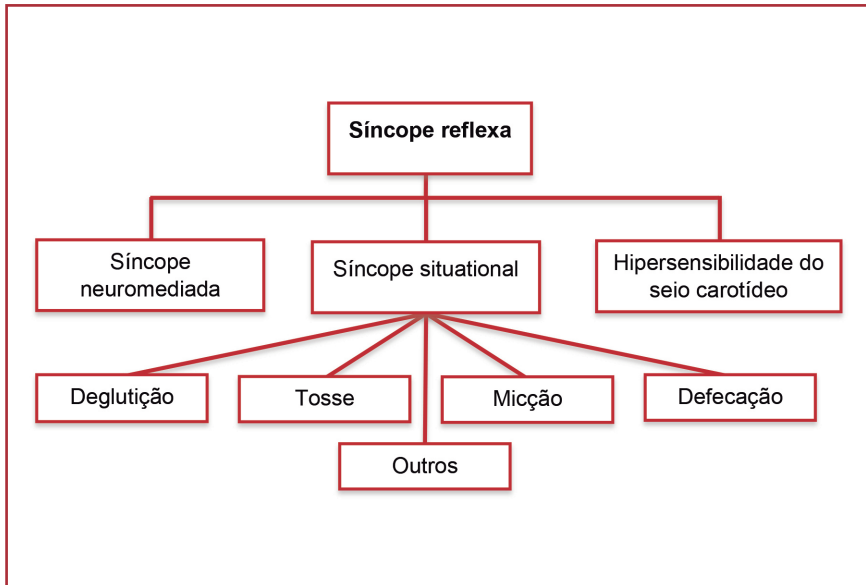 Síncope reflexa
Síncope
neuromediada
Síncope situational
Hipersensibilidade do
seio carotídeo
Deglutição
Tosse
Micção
Defecação
Outros